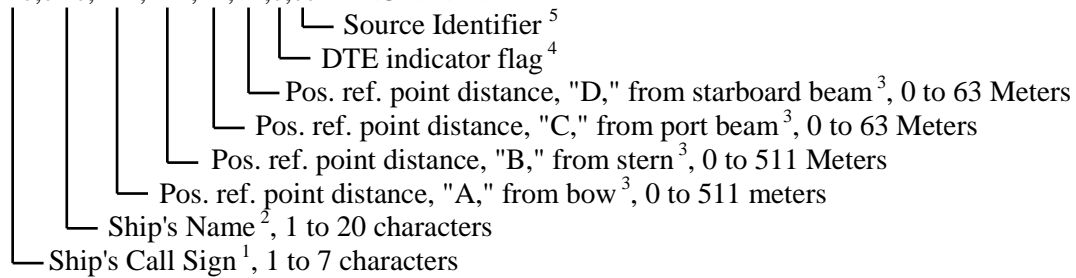 Source Identifier 5
DTE indicator flag 4
Pos. ref. point distance, "D," from starboard beam 3, 0 to 63 Meters
Pos. ref. point distance, "C," from port beam 3, 0 to 63 Meters
Pos. ref. point distance, "B," from stern 3, 0 to 511 Meters
Pos. ref. point distance, "A," from bow 3, 0 to 511 meters
Ship's Name 2, 1 to 20 characters
Ship's Call Sign 1, 1 to 7 characters